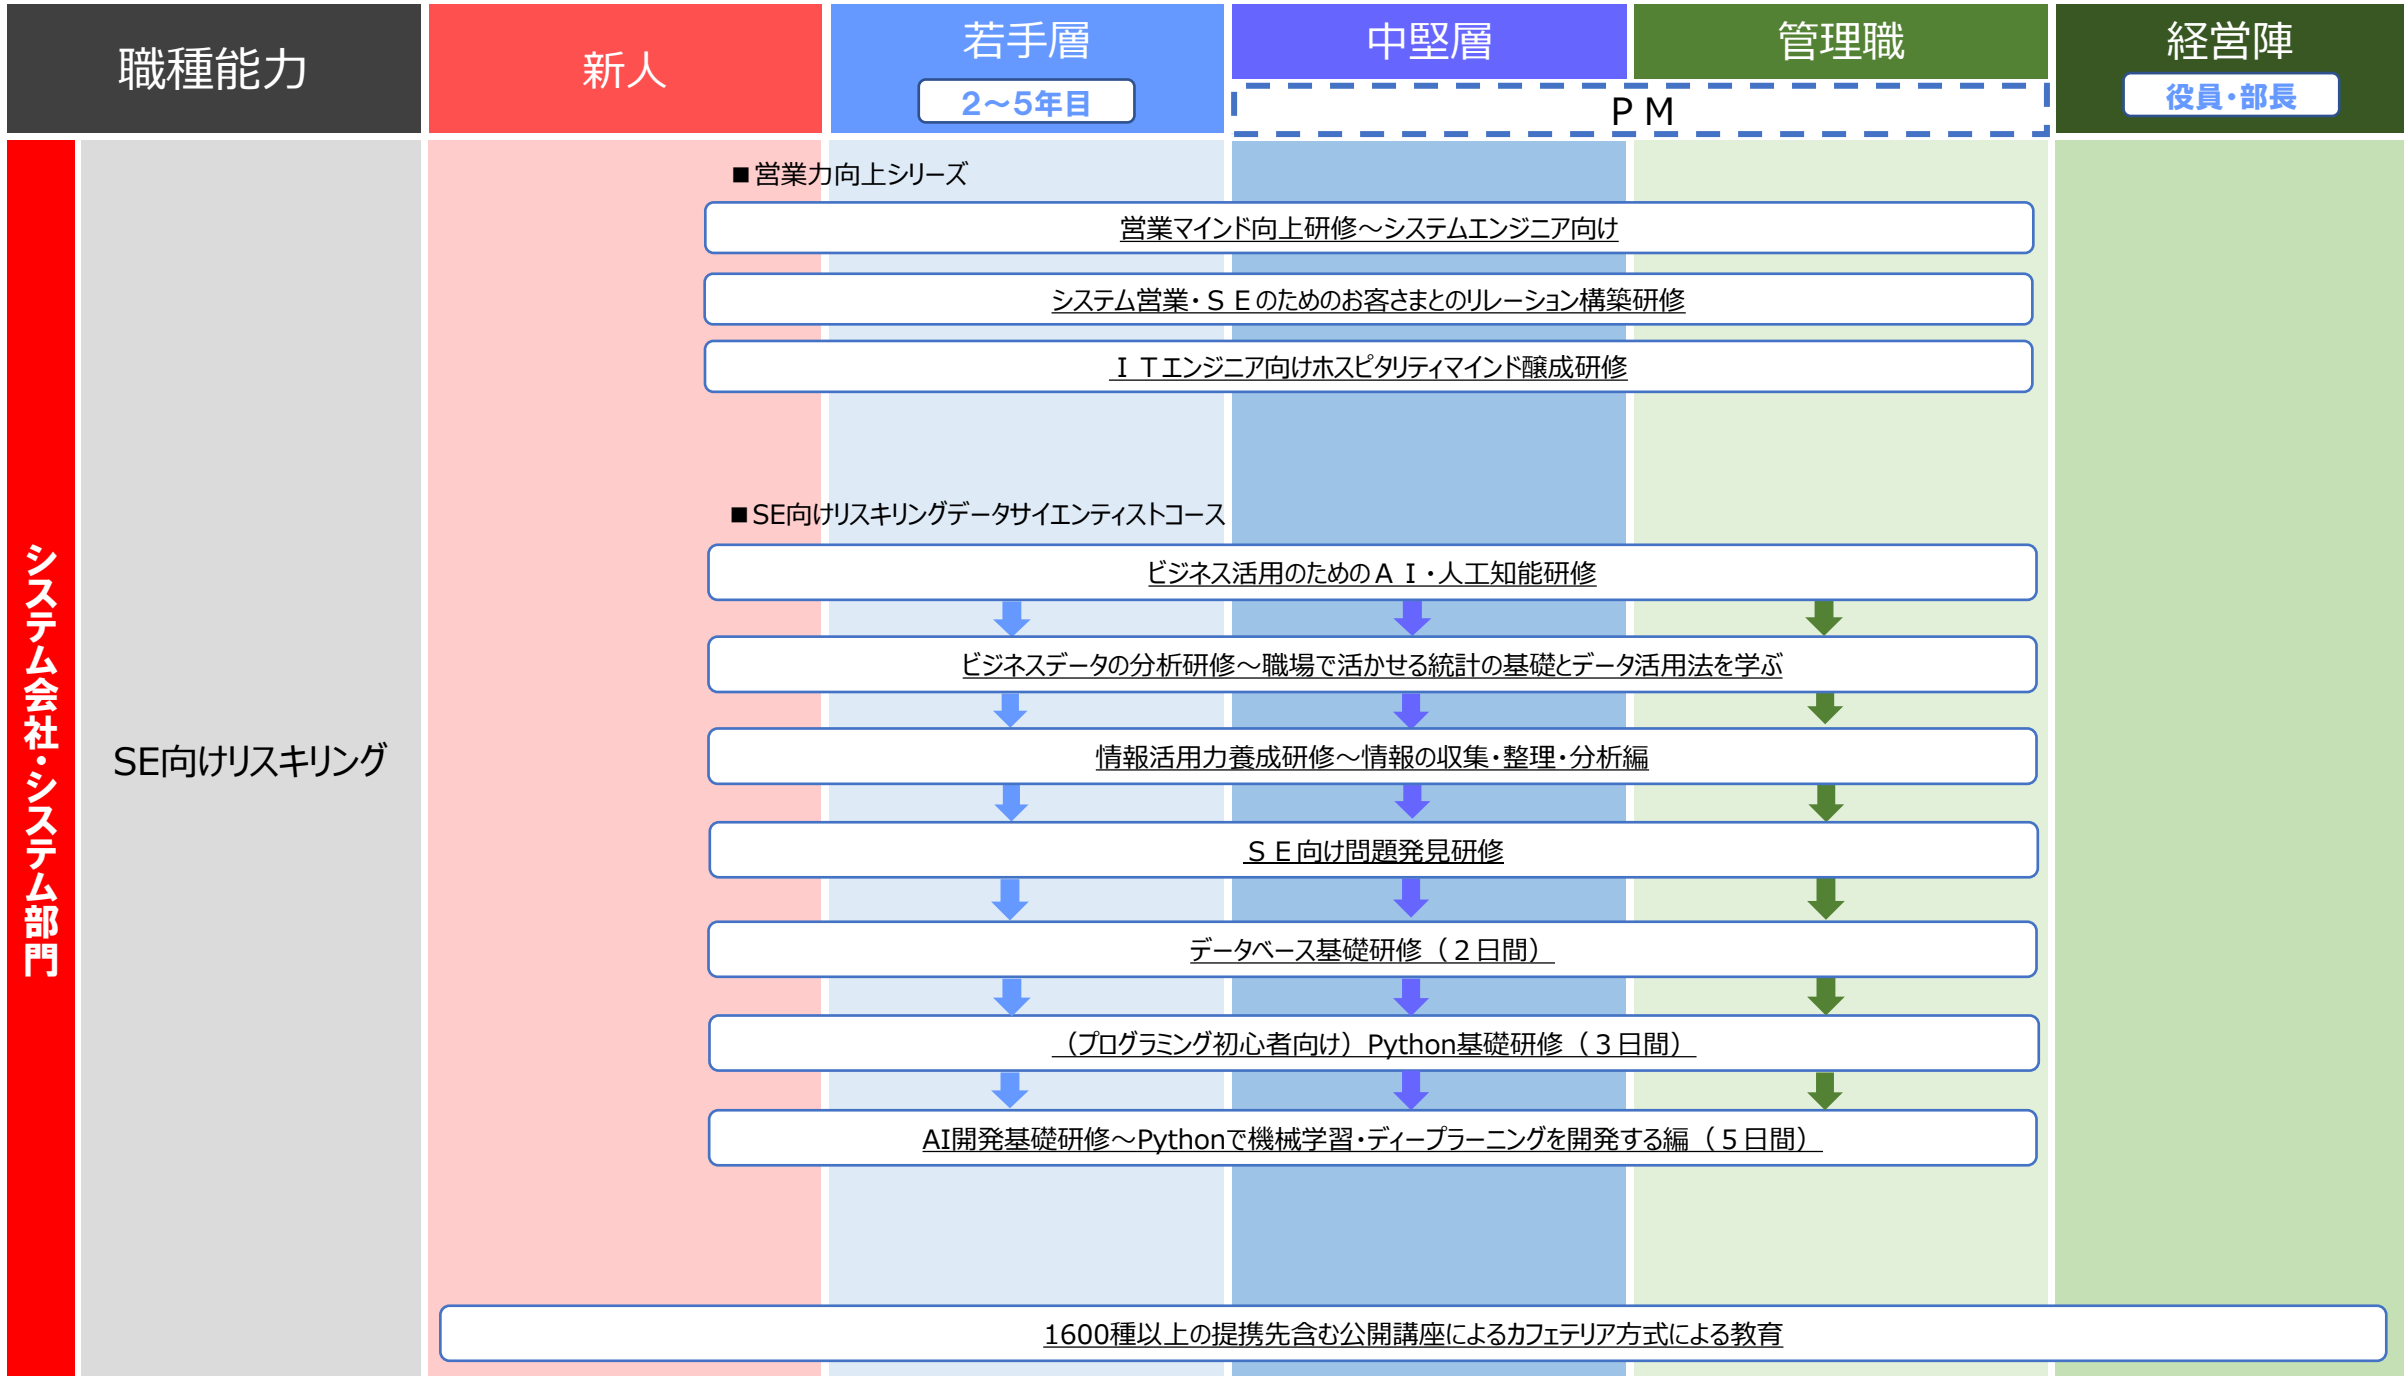 職種能力
新人
若手層
2～5年目
中堅層
管理職
ＰＭ
経営陣
役員・部長
システム会社・システム部門
SE向けリスキリング
■営業力向上シリーズ
営業マインド向上研修～システムエンジニア向け
システム営業・ＳＥのためのお客さまとのリレーション構築研修
ＩＴエンジニア向けホスピタリティマインド醸成研修
■SE向けリスキリングデータサイエンティストコース
ビジネス活用のためのＡＩ・人工知能研修
ビジネスデータの分析研修～職場で活かせる統計の基礎とデータ活用法を学ぶ
情報活用力養成研修～情報の収集・整理・分析編
ＳＥ向け問題発見研修
データベース基礎研修（２日間）
（プログラミング初心者向け）Python基礎研修（３日間）
AI開発基礎研修～Pythonで機械学習・ディープラーニングを開発する編（５日間）
1600種以上の提携先含む公開講座によるカフェテリア方式による教育